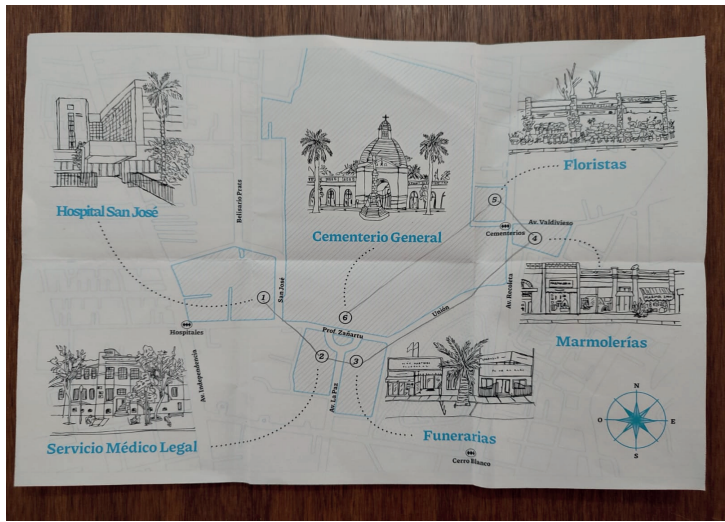 Hospital San José
Belisario Prats
Cementerio General
Floristas
5
Cementerios
Av. Valdivieso
4
1
San José
Av. Recoleta
Unión
6
Hospitales
Prof. Zañartu
Marmolerías
2
3
Av. Independencia
Av. La Paz
Servicio Médico Legal
Funerarias
Cerro Blanco
N
O
E
S